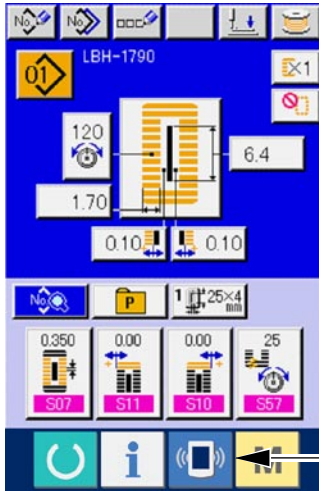 No. No.
LBH-1790
01
×1
120
6.4
1.70
0.10 0.10
No. P 1 25×4
mm
0.350 0.00 0.00 25
S07 S11 S10 S57
i M